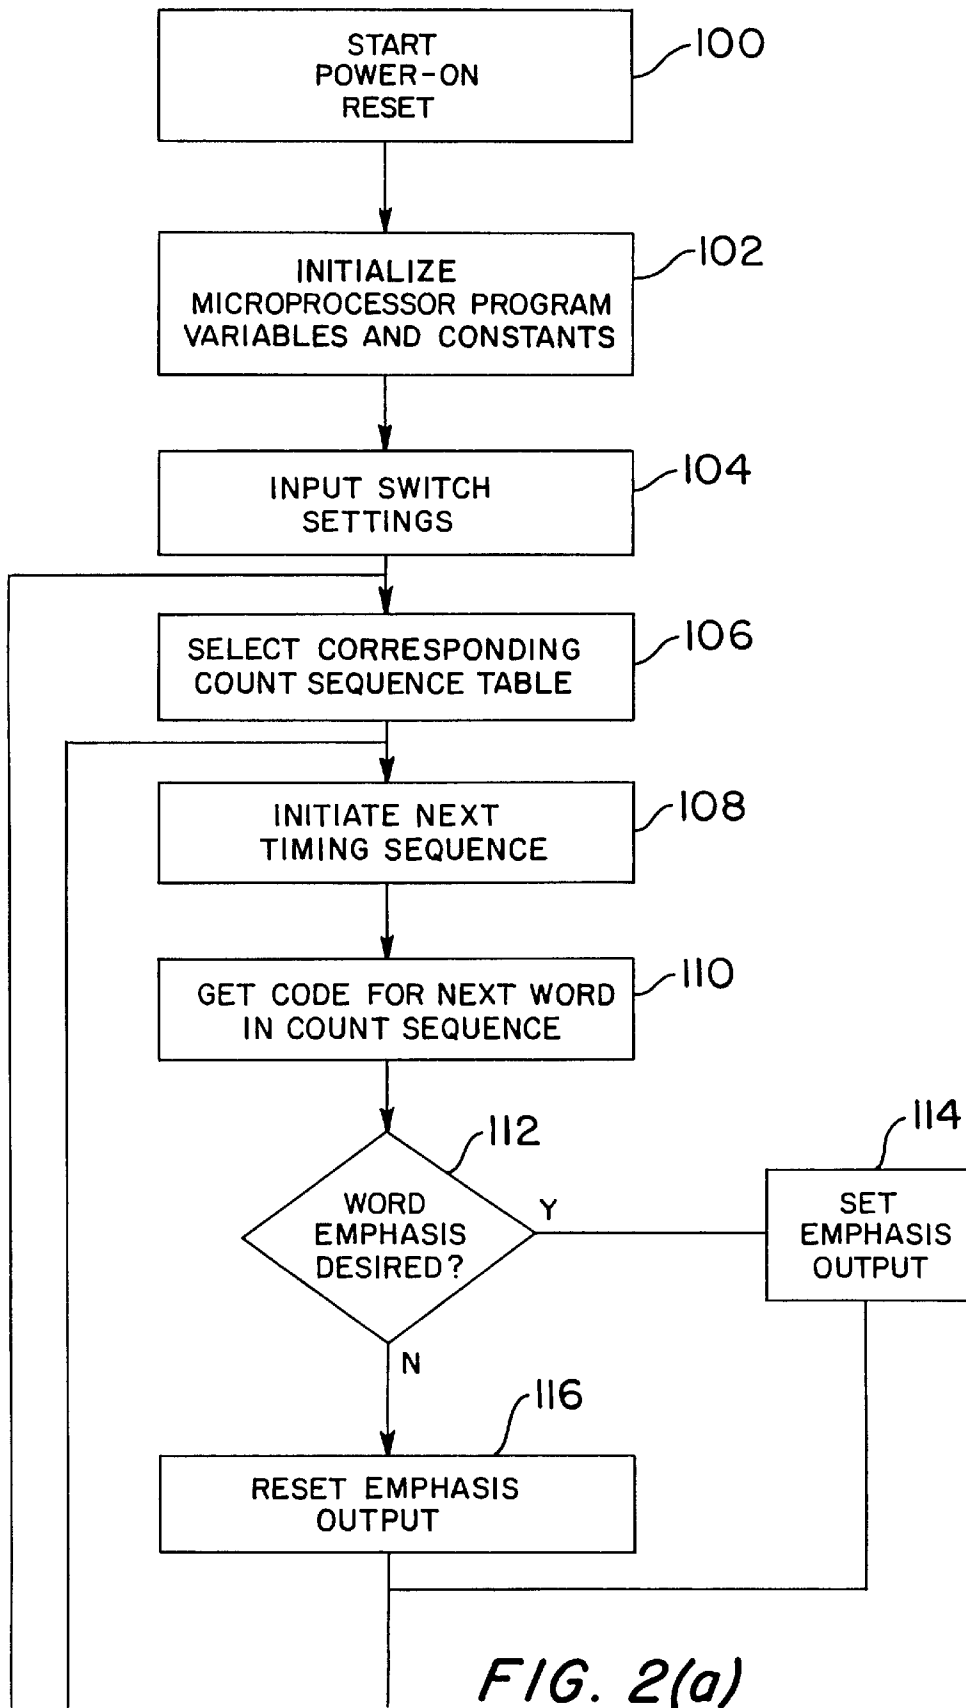 START
POWER-ON
RESET
100
INITIALIZE
MICROPROCESSOR PROGRAM
VARIABLES AND CONSTANTS
102
INPUT SWITCH
SETTINGS
104
SELECT CORRESPONDING
COUNT SEQUENCE TABLE
106
INITIATE NEXT
TIMING SEQUENCE
108
GET CODE FOR NEXT WORD
IN COUNT SEQUENCE
110
WORD
EMPHASIS
DESIRED?
112
Y
N
SET
EMPHASIS
OUTPUT
114
RESET EMPHASIS
OUTPUT
116
FIG. 2(a)